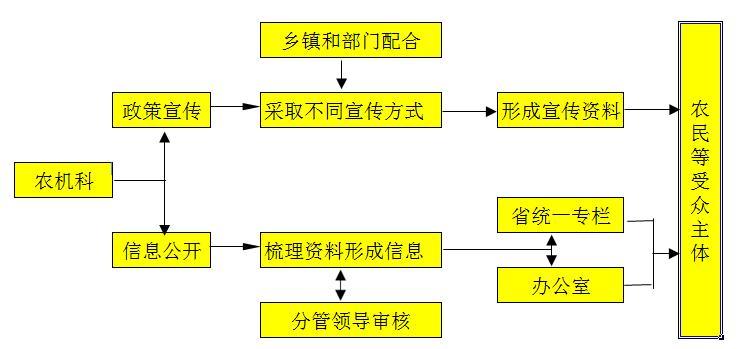 乡镇和部门配合
政策宣传
采取不同宣传方式
形成宣传资料
农机科
信息公开
梳理资料形成信息
省统一专栏
办公室
分管领导审核
农民等受众主体